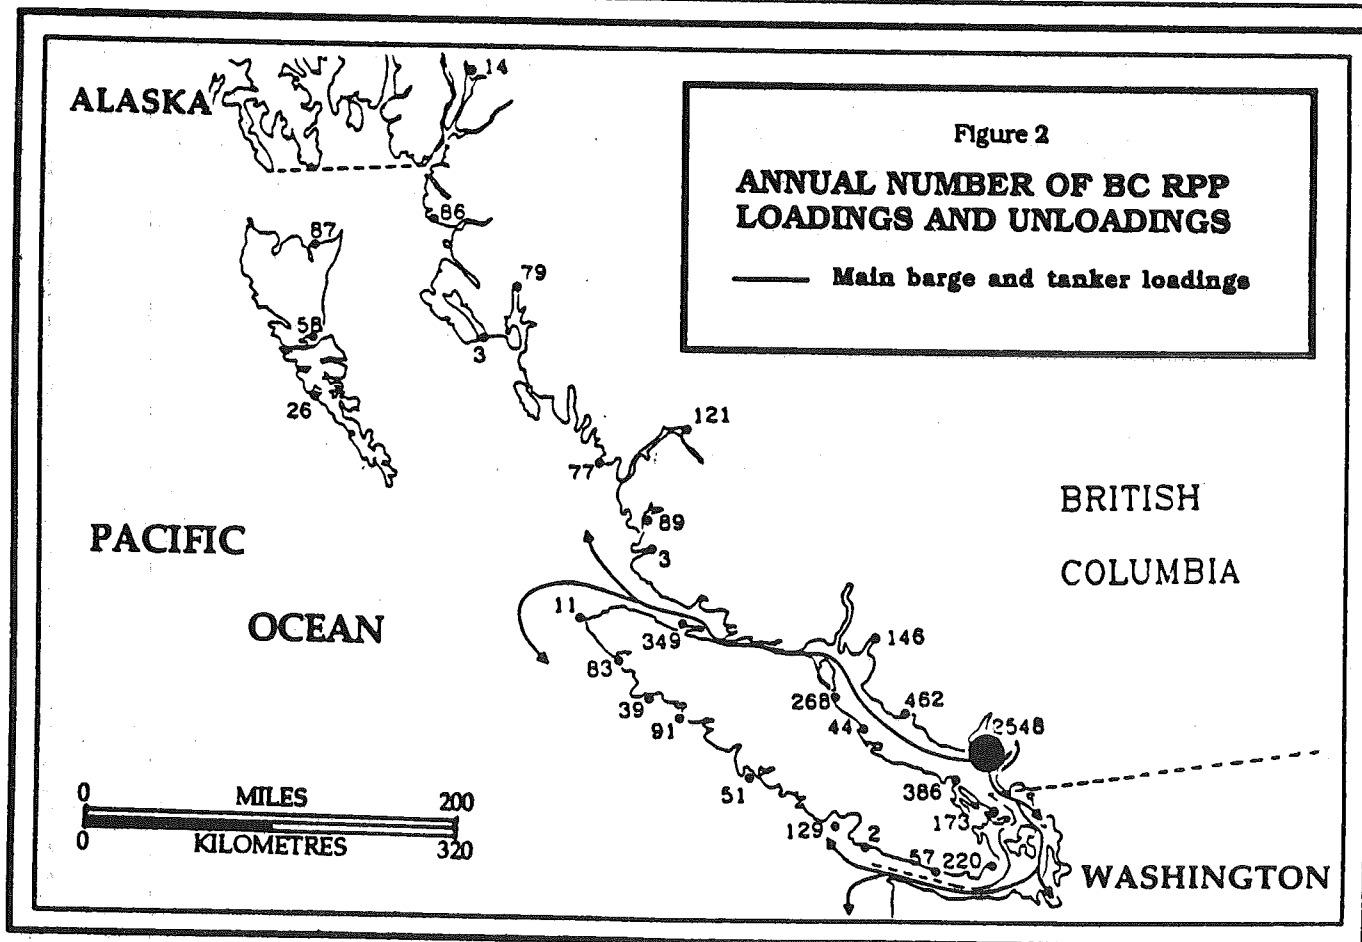 14
ALASKA
Figure 2
ANNUAL NUMBER OF BC RPP
LOADINGS AND UNLOADINGS
Main barge and tanker loadings
86
87
79
58
3
26
121
77
89
3
BRITISH
COLUMBIA
PACIFIC
OCEAN
11
349
146
83
268
462
39
91
44
2548
51
386
173
129
2
57
220
0
MILES
200
0
KILOMETRES
320
WASHINGTON